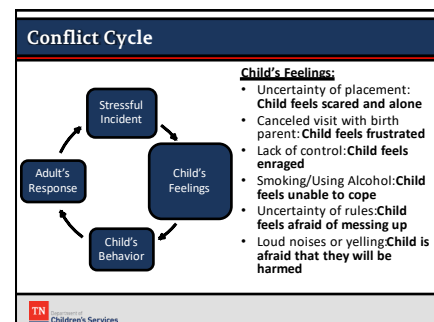 Conflict Cycle
Stressful
Incident
Child's
Feelings
Child's
Behavior
Adult's
Response
Child's Feelings:
• Uncertainty of placement:
Child feels scared and alone
• Canceled visit with birth
parent: Child feels frustrated
• Lack of control:Child feels
enraged
• Smoking/Using Alcohol:Child
feels unable to cope
• Uncertainty of rules:Child
feels afraid of messing up
• Loud noises or yelling:Child is
afraid that they will be
harmed
TN
Department of
Children's Services